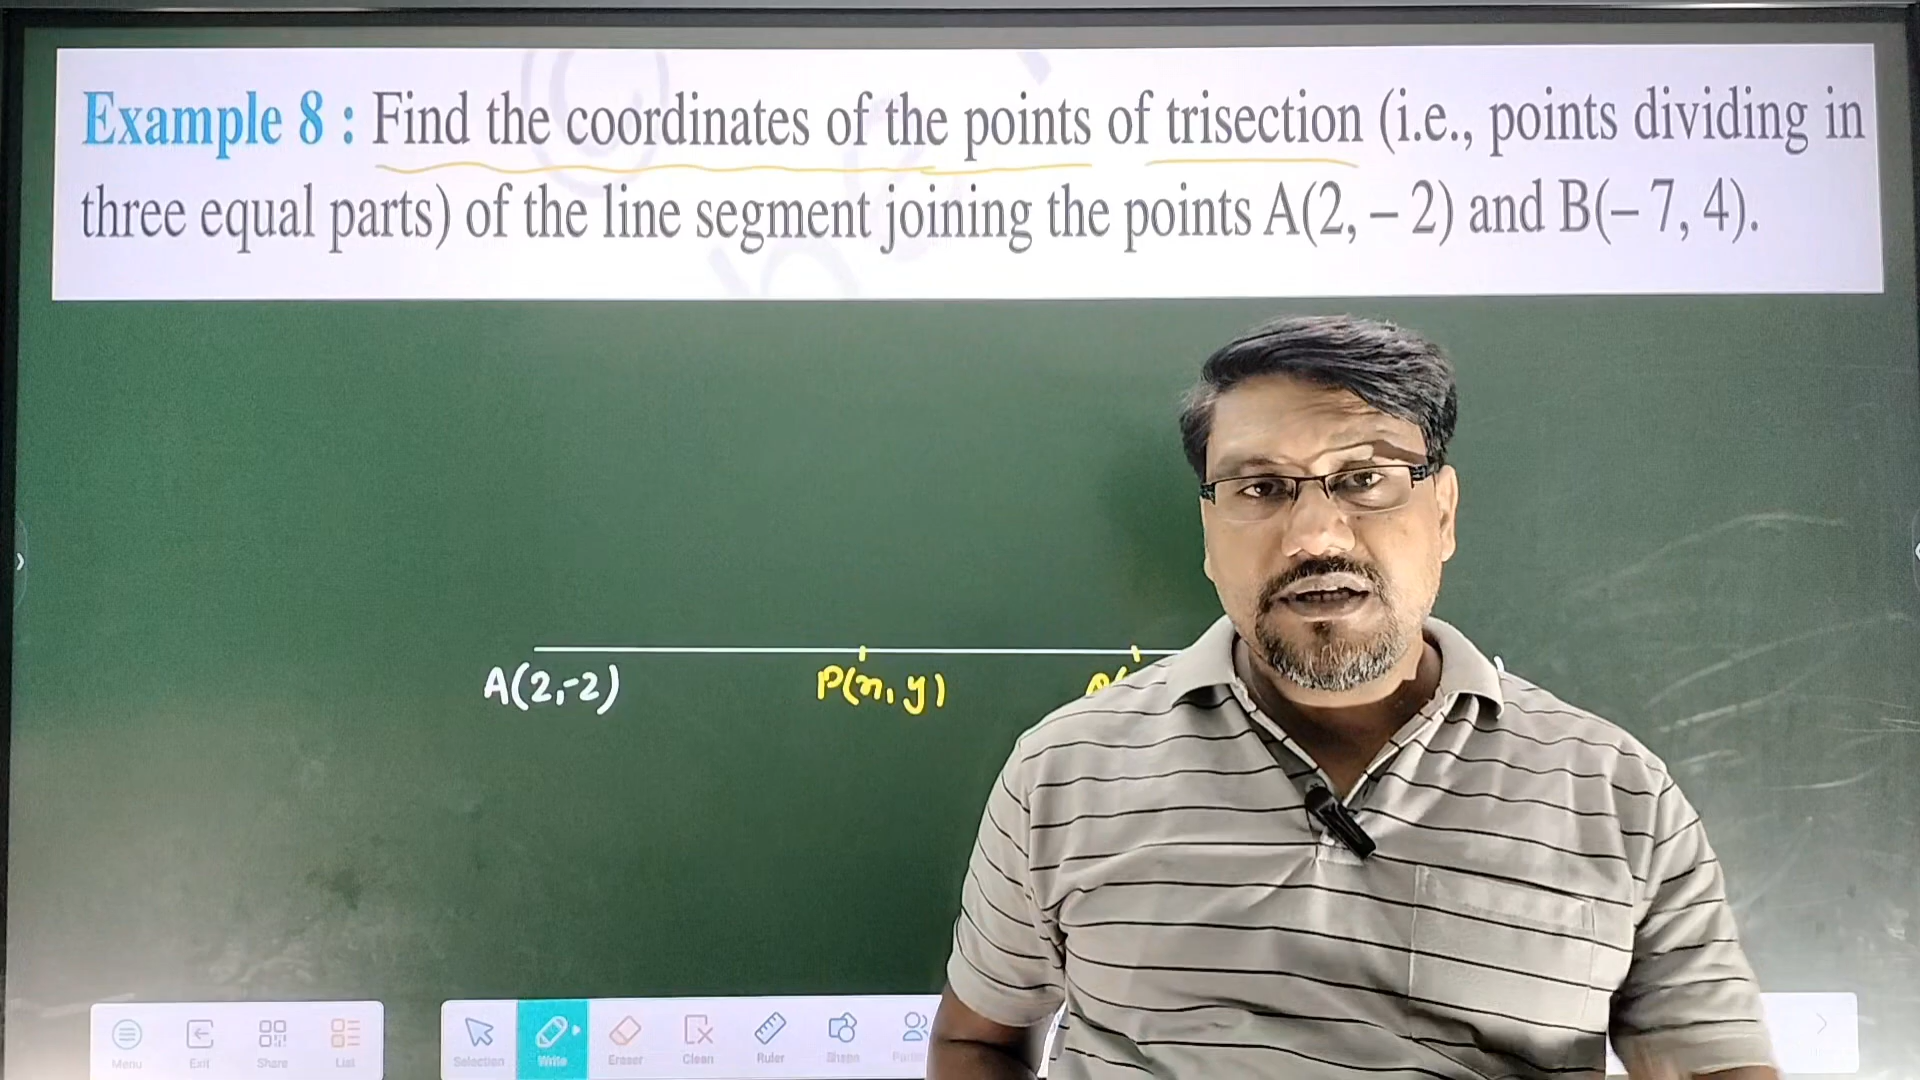 Example 8 : Find the coordinates of the points of trisection (i.e., points dividing in
three equal parts) of the line segment joining the points A(2, – 2) and B(– 7, 4).
A(2,-2) P(x, y)
Menu Exit Share List Selection Write Eraser Clean Ruler Shape